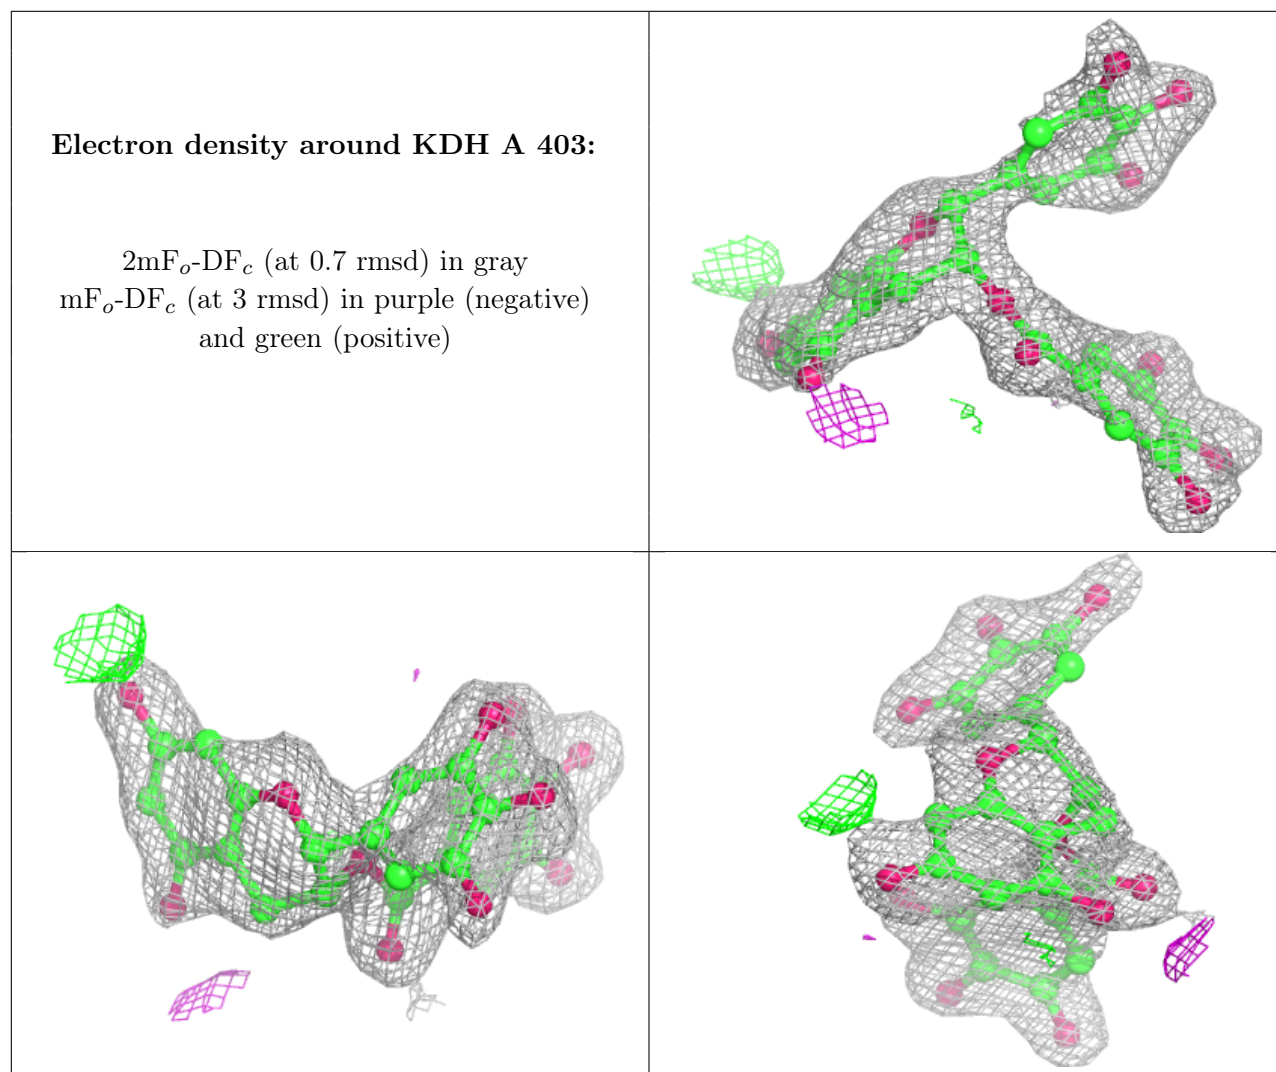 Electron density around KDH A 403:
2mFo-DFc (at 0.7 rmsd) in gray
mFo-DFc (at 3 rmsd) in purple (negative)
and green (positive)